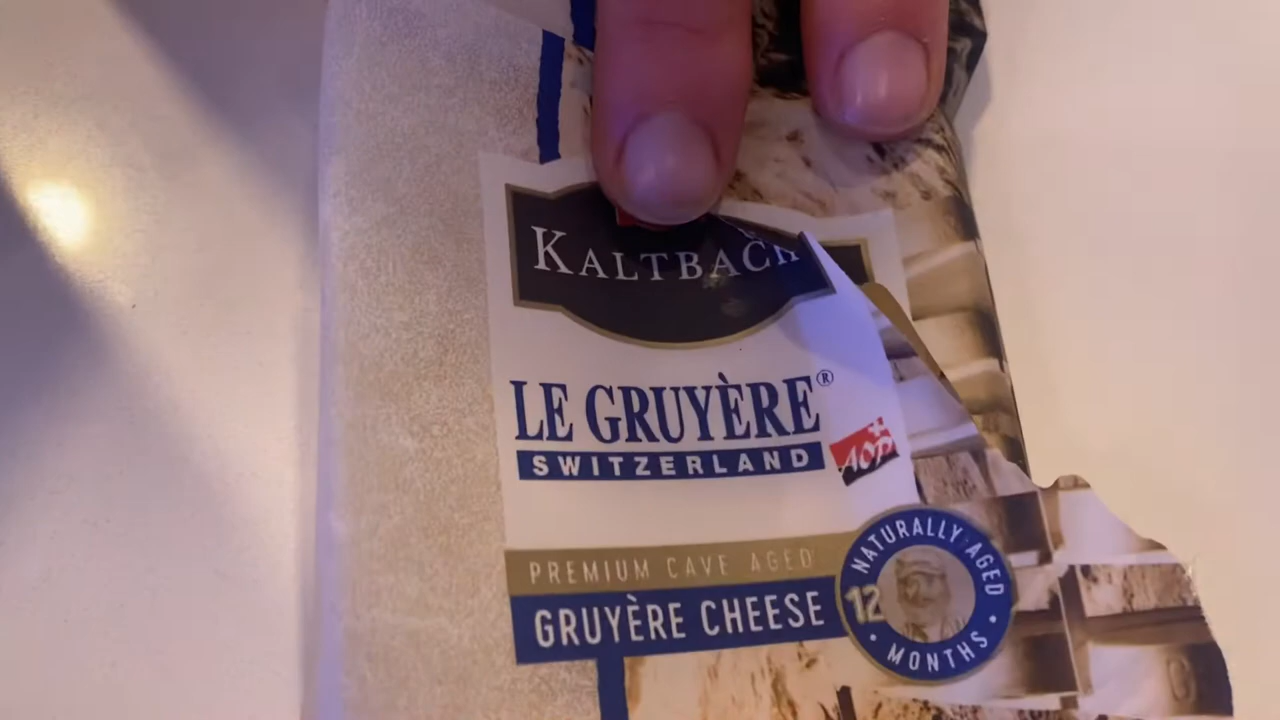 KALTBACH
LE GRUYÈRE®
SWITZERLAND
AOP
PREMIUM CAVE AGED
GRUYÈRE CHEESE
NATURALLY AGED
12
• MONTHS •